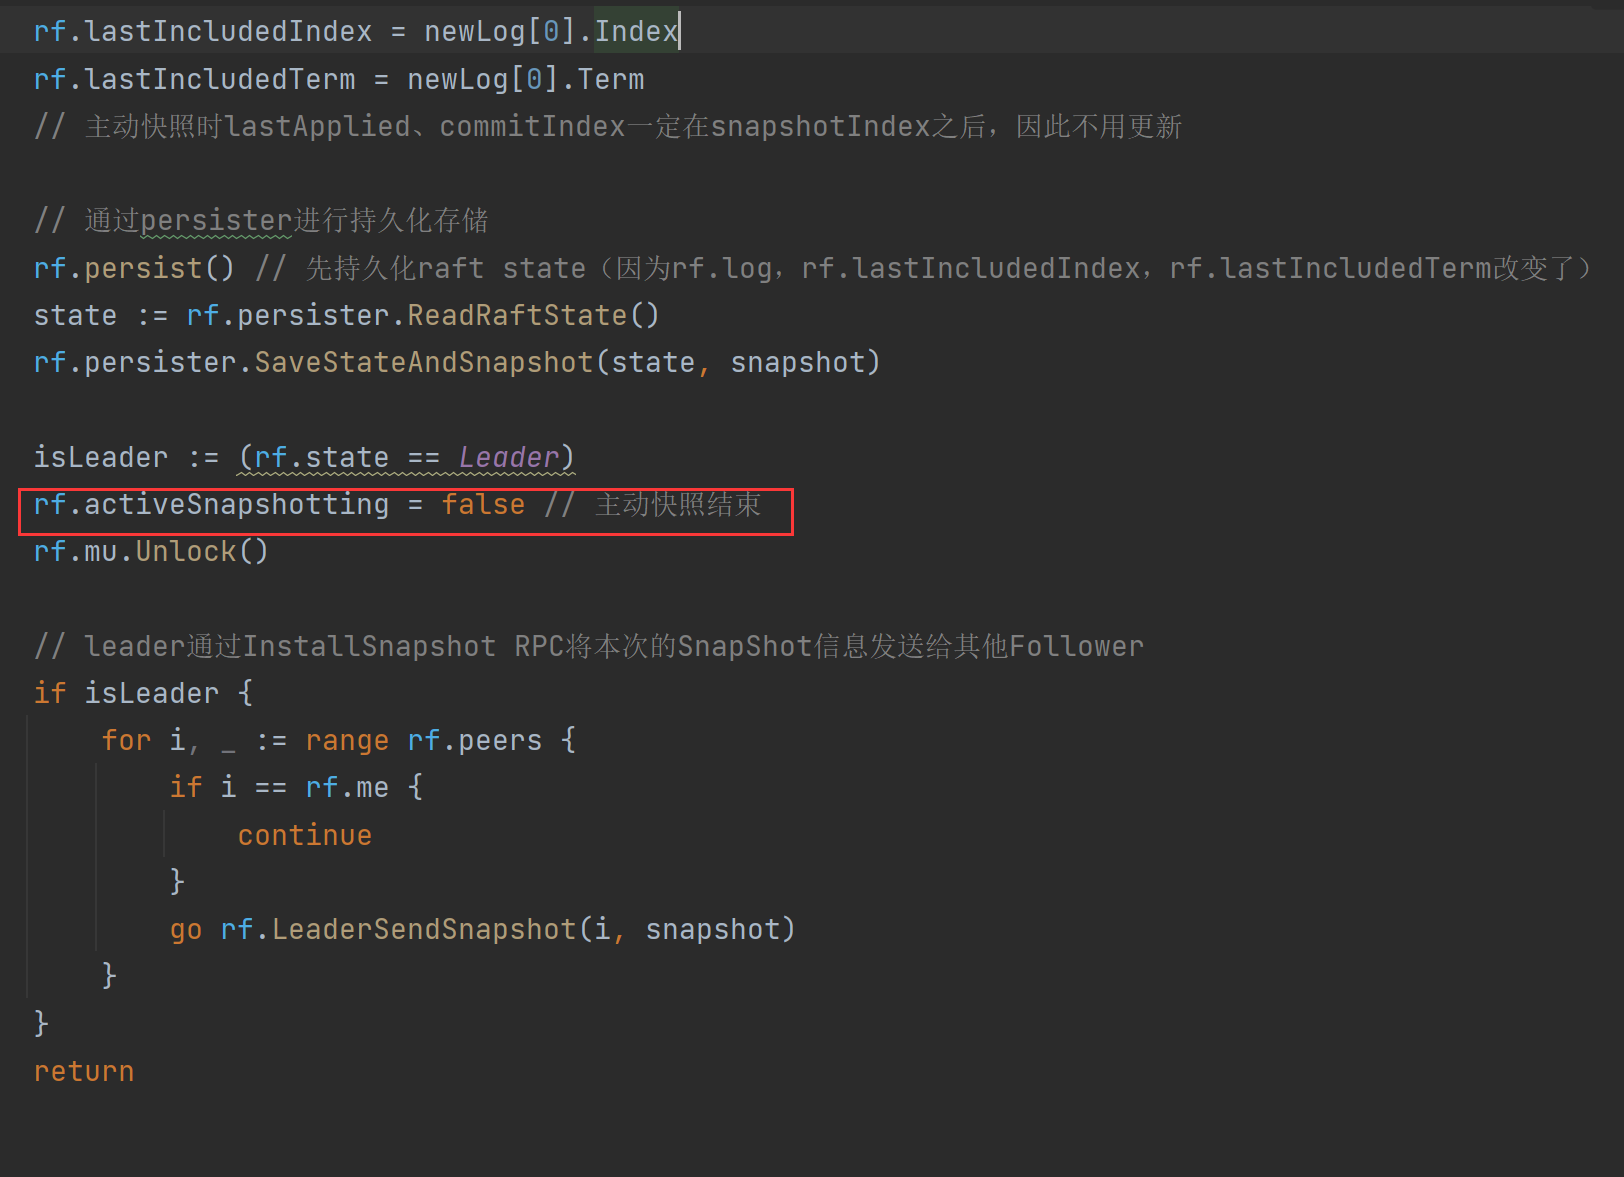 rf.lastIncludedIndex = newLog[0].Index
rf.lastIncludedTerm = newLog[0].Term
// 主动快照时lastApplied、commitIndex一定在snapshotIndex之后，因此不用更新
// 通过persister进行持久化存储
rf.persist() // 先持久化raft state（因为rf.log，rf.lastIncludedIndex，rf.lastIncludedTerm改变了）
state := rf.persister.ReadRaftState()
rf.persister.SaveStateAndSnapshot(state, snapshot)
isLeader := (rf.state == Leader)
rf.activeSnapshotting = false // 主动快照结束
rf.mu.Unlock()
// leader通过InstallSnapshot RPC将本次的SnapShot信息发送给其他Follower
if isLeader {
for i, _ := range rf.peers {
if i == rf.me {
continue
}
go rf.LeaderSendSnapshot(i, snapshot)
}
}
return